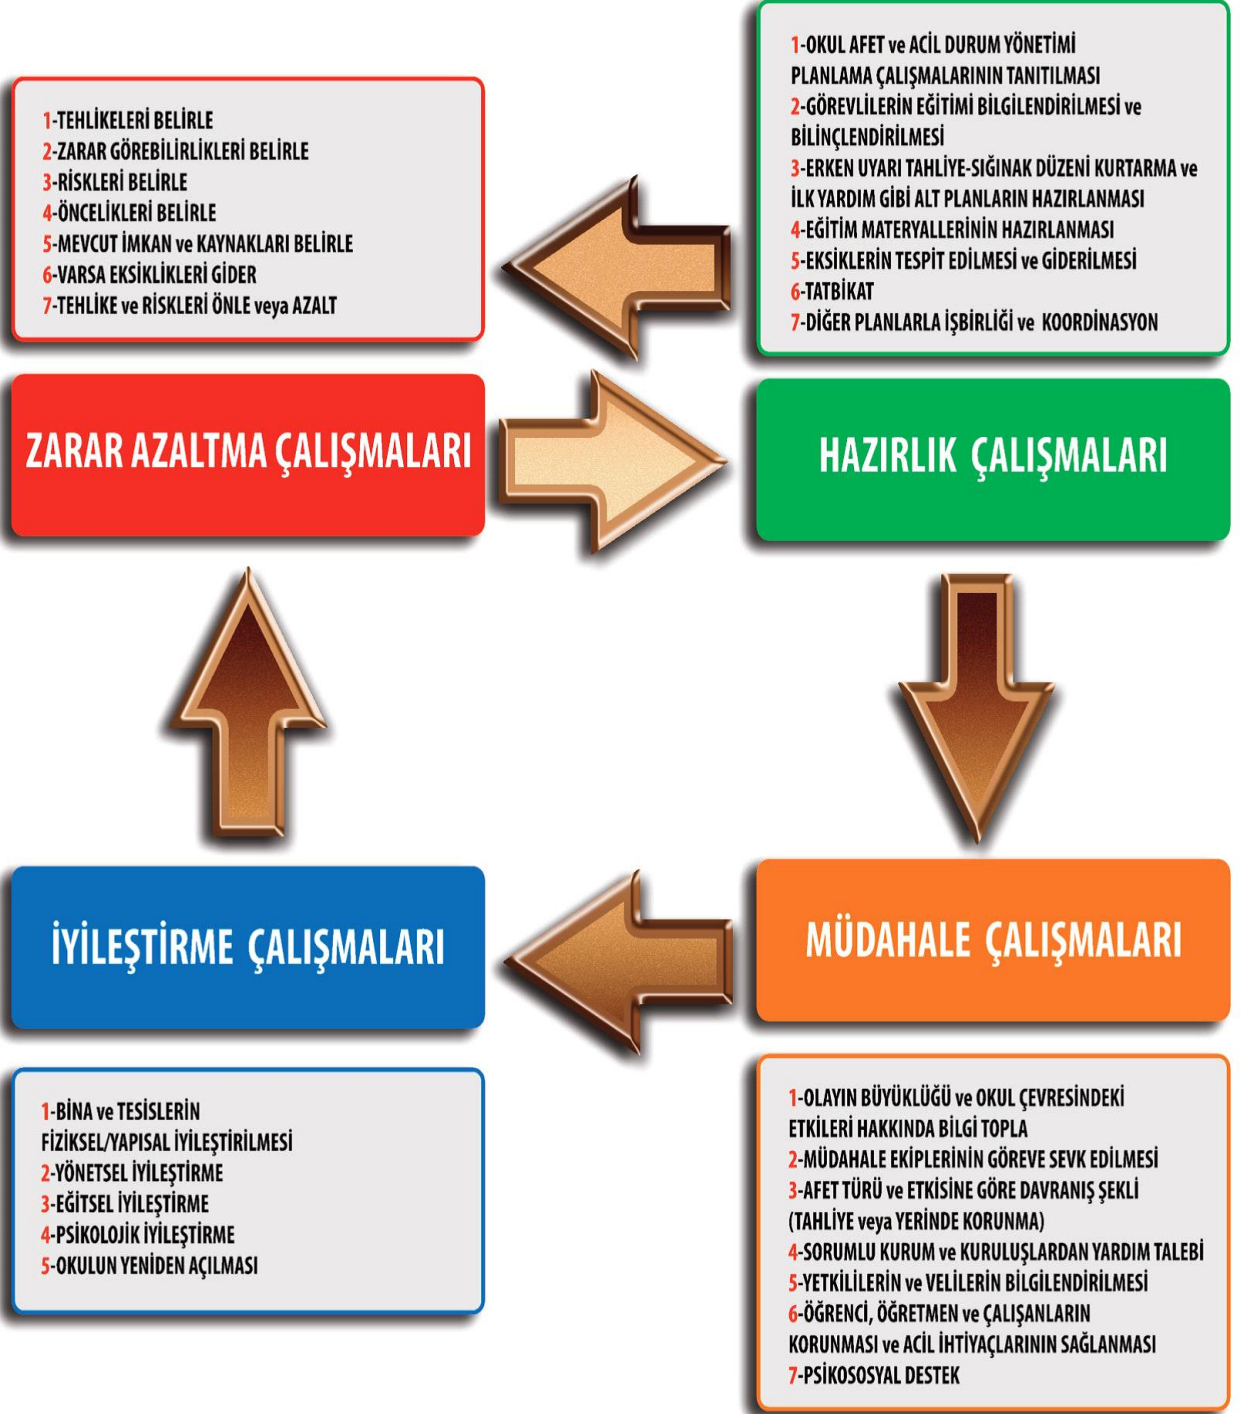 1-TEHLİKELERİ BELİRLE
2-ZARAR GÖREBİLİRLİKLERİ BELİRLE
3-RİSKLERİ BELİRLE
4-ÖNCELİKLERİ BELİRLE
5-MEVCUT İMKAN ve KAYNAKLARI BELİRLE
6-VARSA EKSİKLİKLERİ GİDER
7-TEHLİKE ve RİSKLERİ ÖNLE veya AZALT
ZARAR AZALTMA ÇALIŞMALARI
1-OKUL AFET ve ACİL DURUM YÖNETİMİ
PLANLAMA ÇALIŞMALARININ TANITILMASI
2-GÖREVLİLERİN EĞİTİMİ BİLGİLENDİRİLMESİ ve
BİLİNÇLENDİRİLMESİ
3-ERKEN UYARI TAHLİYE-SIĞINAK DÜZENİ KURTARMA ve
İLK YARDIM GİBİ ALT PLANLARIN HAZIRLANMASI
4-EĞİTİM MATERYALLERİNİN HAZIRLANMASI
5-EKSİKLERİN TESPİT EDİLMESİ ve GİDERİLMESİ
6-TATBİKAT
7-DİĞER PLANLARLA İŞBİRLİĞİ ve KOORDİNASYON
HAZIRLIK ÇALIŞMALARI
MÜDAHALE ÇALIŞMALARI
1-OLAYIN BÜYÜKLÜĞÜ ve OKUL ÇEVRESİNDEKİ
ETKİLERİ HAKKINDA BİLGİ TOPLA
2-MÜDAHALE EKİPLERİNİN GÖREVE SEVK EDİLMESİ
3-AFET TÜRÜ ve ETKİSİNE GÖRE DAVRANIŞ ŞEKLİ
(TAHLİYE veya YERİNDE KORUNMA)
4-SORUMLU KURUM ve KURULUŞLARDAN YARDIM TALEBİ
5-YETKİLİLERİN ve VELİLERİN BİLGİLENDİRİLMESİ
6-ÖĞRENCİ, ÖĞRETMEN ve ÇALIŞANLARIN
KORUNMASI ve ACİL İHTİYAÇLARININ SAĞLANMASI
7-PSİKOSOSYAL DESTEK
İYİLEŞTİRME ÇALIŞMALARI
1-BİNA ve TESİSLERİN
FİZİKSEL/YAPISAL İYİLEŞTİRİLMESİ
2-YÖNETSEL İYİLEŞTİRME
3-EĞİTSEL İYİLEŞTİRME
4-PSİKOLOJİK İYİLEŞTİRME
5-OKULUN YENİDEN AÇILMASI